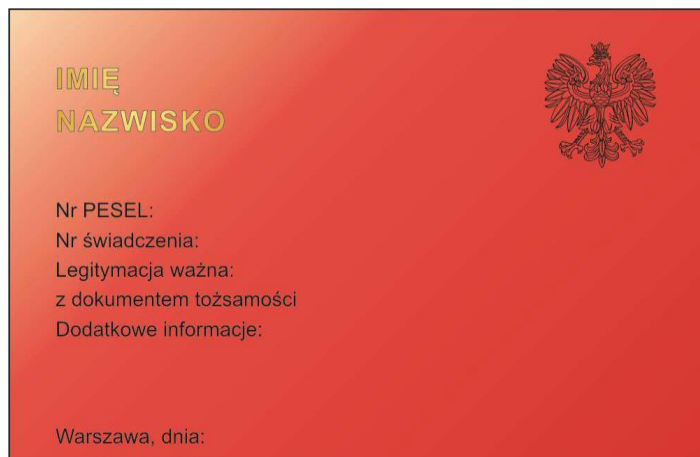 IMIĘ
NAZWISKO
Nr PESEL:
Nr świadczenia:
Legitymacja ważna:
z dokumentem tożsamości
Dodatkowe informacje:
Warszawa, dnia: